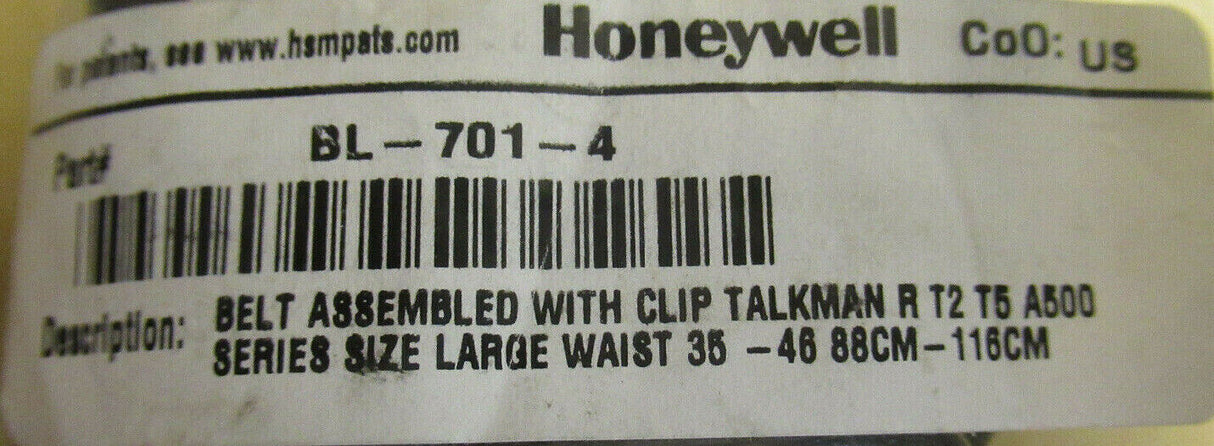 For patents, see www.hsmpats.com Honeywell CoO: US
Part# BL-701-4
Description: BELT ASSEMBLED WITH CLIP TALKMAN R T2 T5 A500
SERIES SIZE LARGE WAIST 35 -46 88CM-116CM